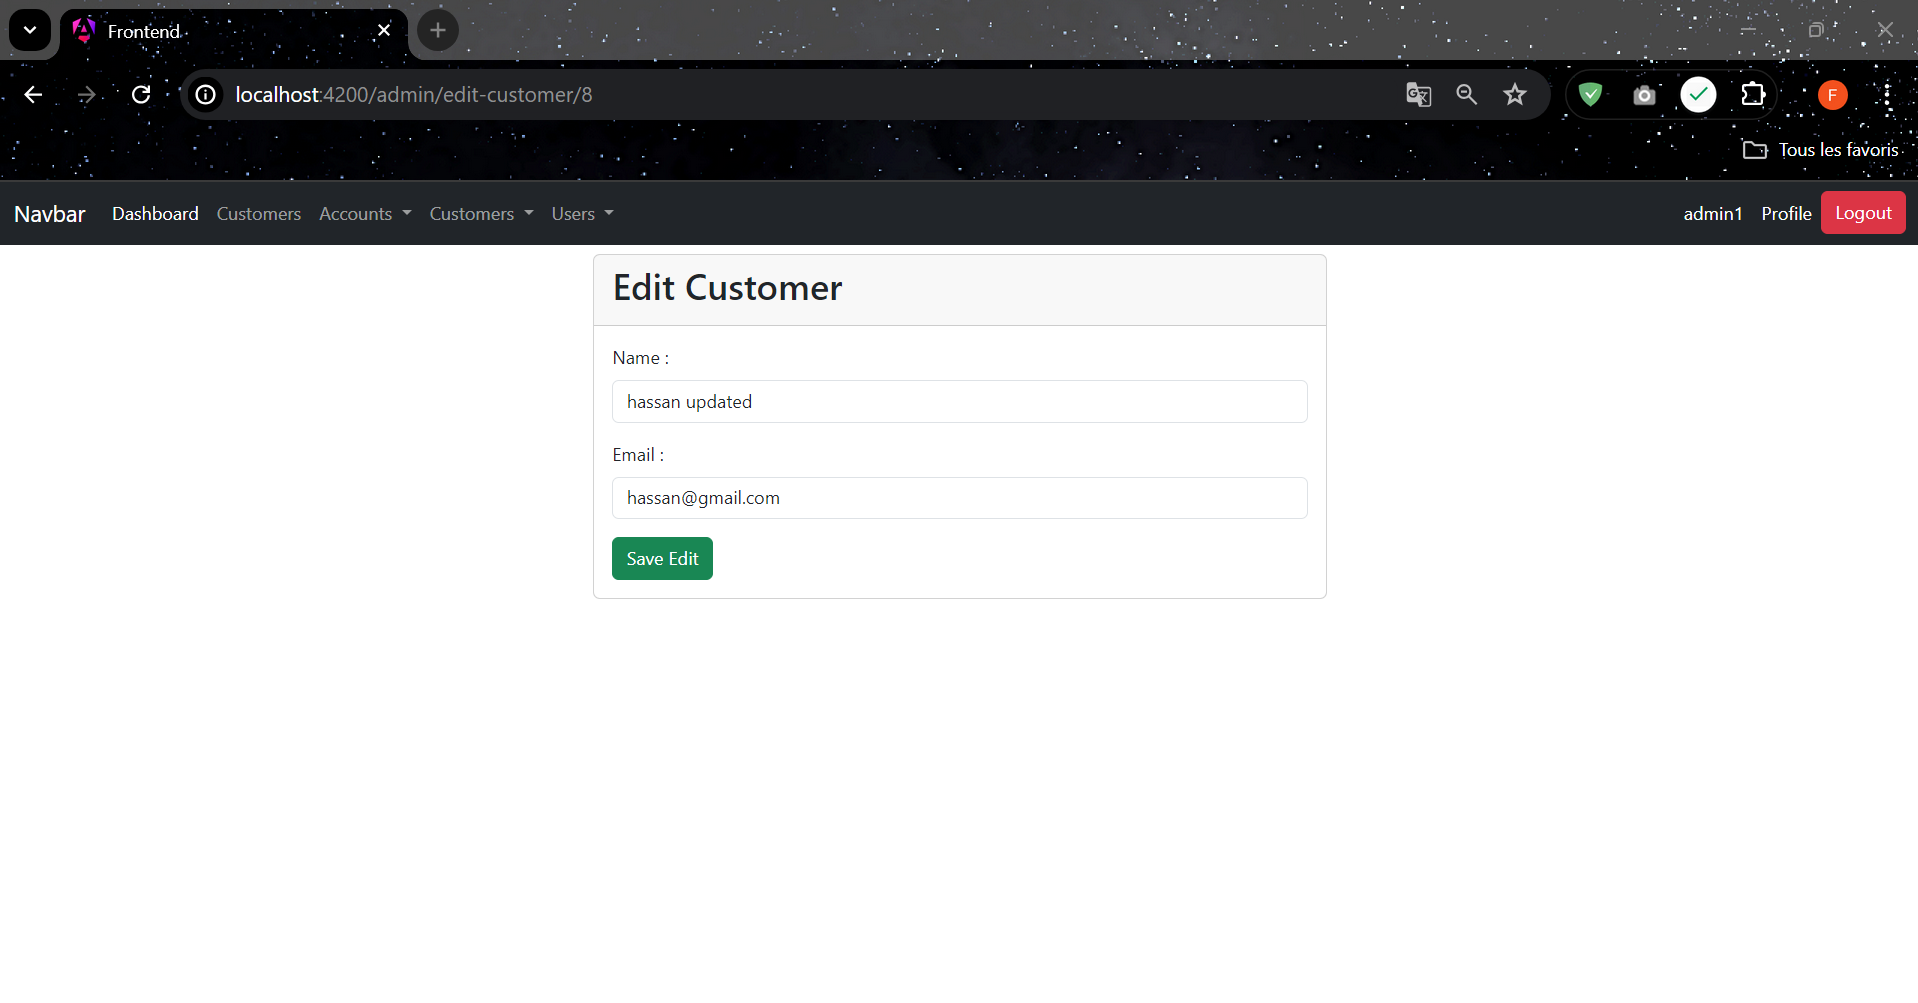 Frontend
localhost:4200/admin/edit-customer/8
F
Tous les favoris
Navbar Dashboard Customers Accounts Customers Users admin1 Profile Logout
Edit Customer
Name :
hassan updated
Email :
hassan@gmail.com
Save Edit